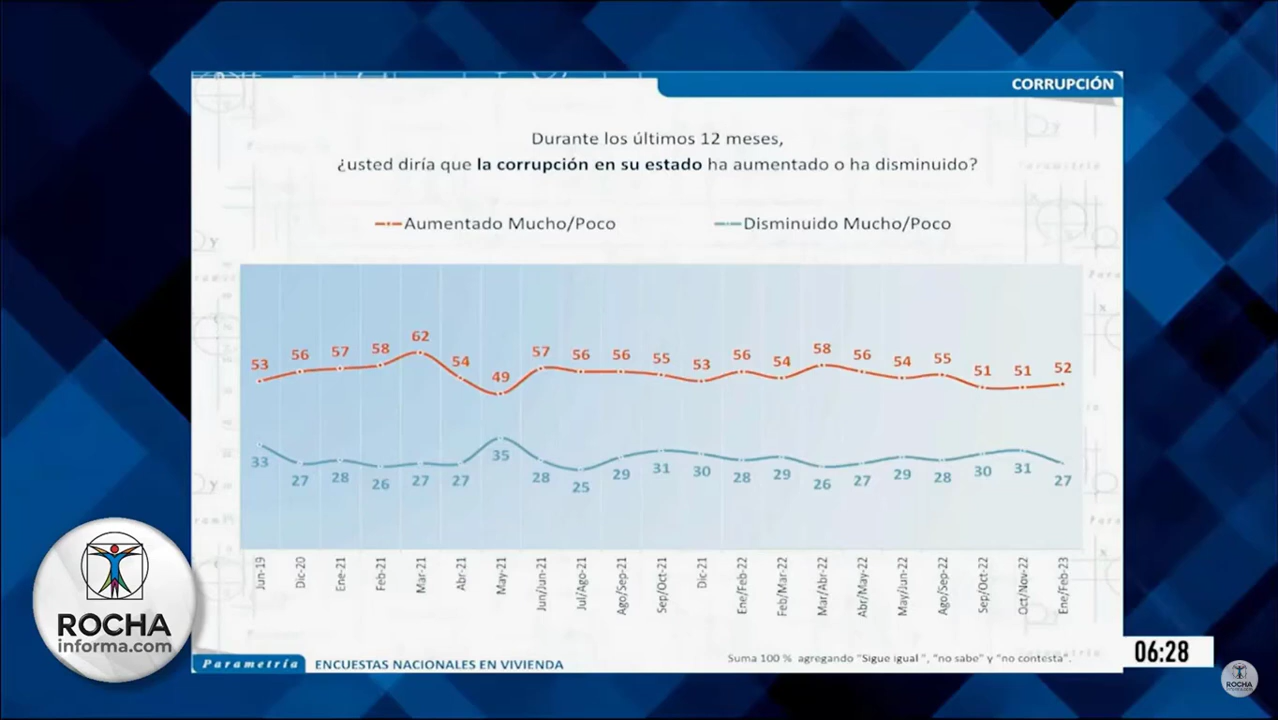 CORRUPCIÓN
Durante los últimos 12 meses,
¿usted diría que la corrupción en su estado ha aumentado o ha disminuido?
Aumentado Mucho/Poco Disminuido Mucho/Poco
53 56 57 58 62 54 49 57 56 56 55 53 56 54 58 56 54 55 51 51 52
33 27 28 26 27 27 35 28 25 29 31 30 28 29 26 27 29 28 30 31 27
Jun-19 Dic-20 Ene-21 Feb-21 Mar-21 Abr-21 May-21 Jun/Jun-21 Jul/Ago-21 Ago/Sep-21 Sep/Oct-21 Dic-21 Ene/Feb-22 Feb/Mar-22 Mar/Abr-22 Abr/May-22 May/Jun-22 Ago/Sep-22 Sep/Oct-22 Oct/Nov-22 Ene/Feb-23
Parametría ENCUESTAS NACIONALES EN VIVIENDA
Suma 100 % agregando "Sigue igual ", "no sabe" y "no contesta".
ROCHA
informa.com
06:28
ROCHA